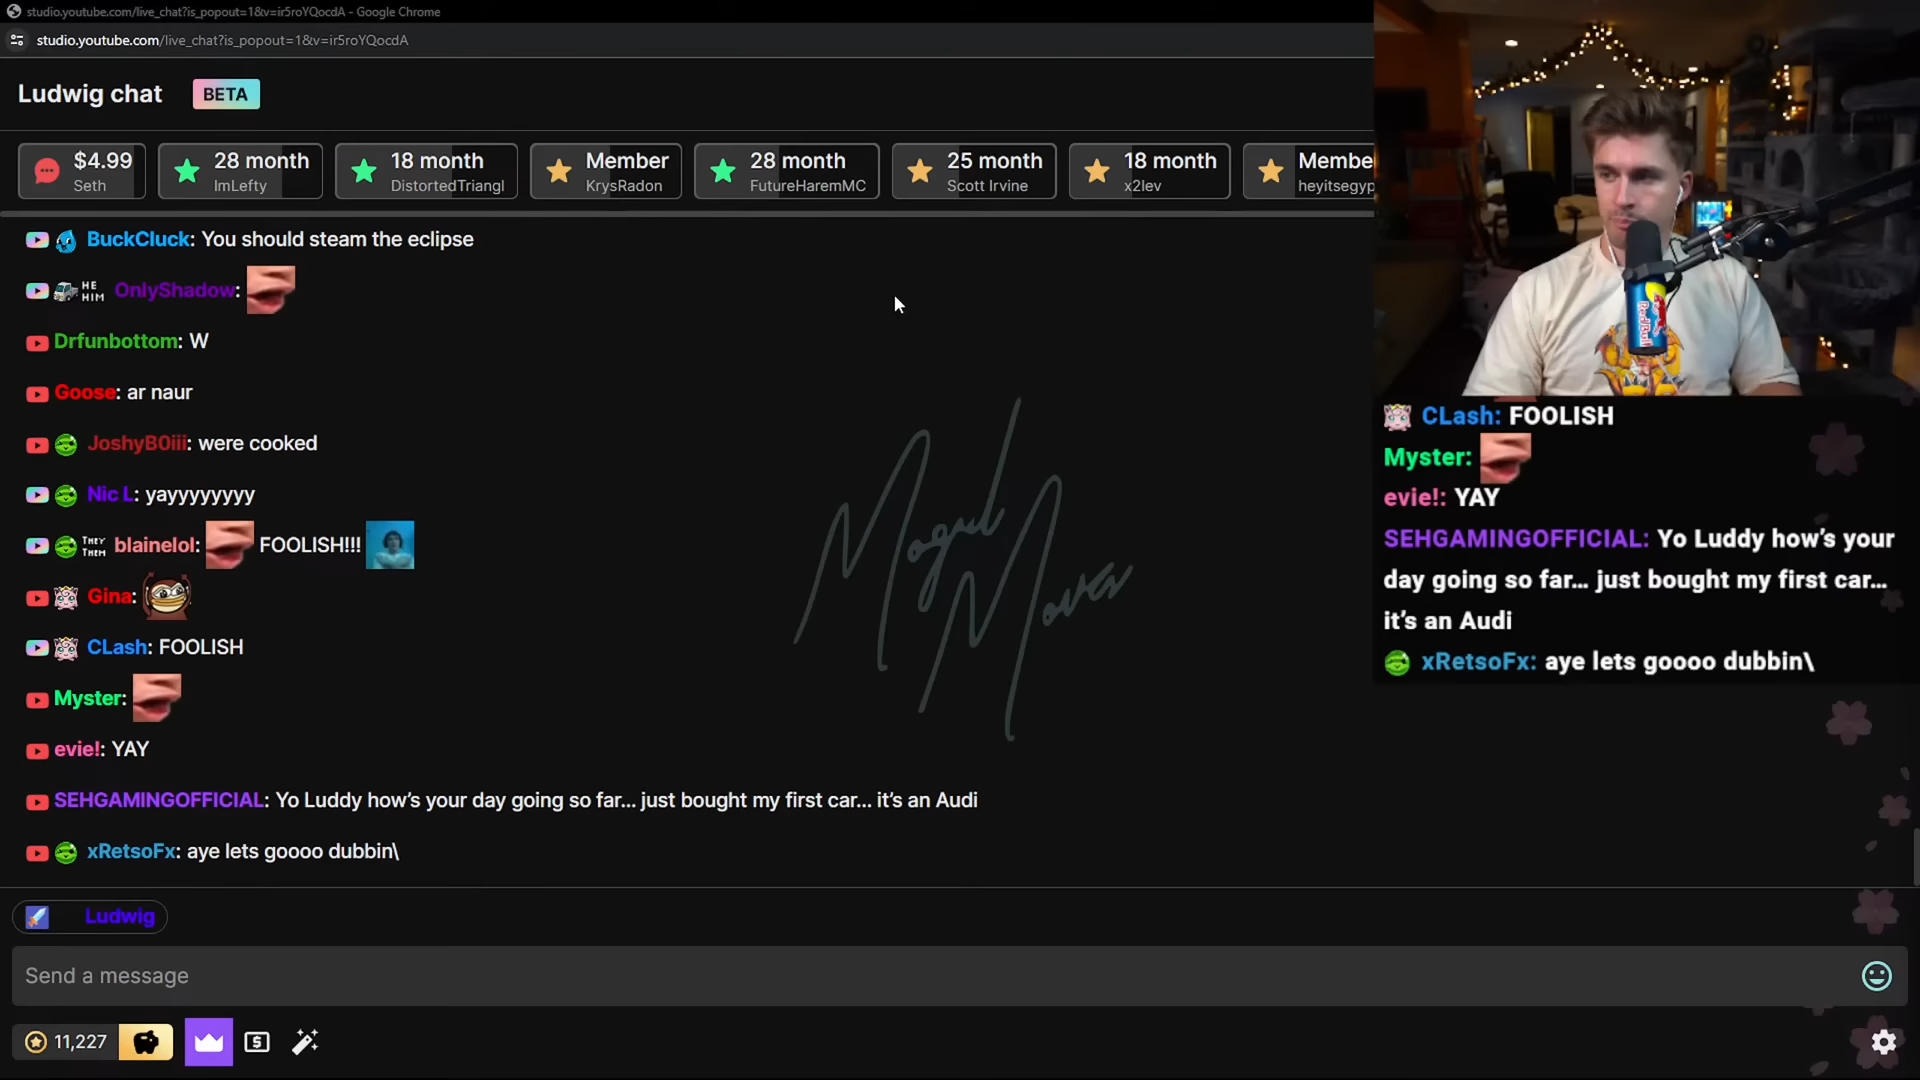 studio.youtube.com/live_chat?is_popout=1&v=ir5roYQocdA - Google Chrome
studio.youtube.com/live_chat?is_popout=1&v=ir5roYQocdA
Ludwig chat BETA
$4.99 Seth
28 month ImLefty
18 month DistortedTriangl
Member KrysRadon
28 month FutureHaremMC
25 month Scott Irvine
18 month x2lev
Membe heyitsegyp
BuckCluck: You should steam the eclipse
HE HIM OnlyShadow:
Drfunbottom: W
Goose: ar naur
JoshyB0iii: were cooked
Nic L: yayyyyyyyy
THEY THEM blainelol: FOOLISH!!!
Gina:
CLash: FOOLISH
Myster:
evie!: YAY
SEHGAMINGOFFICIAL: Yo Luddy how's your day going so far... just bought my first car... it's an Audi
xRetsoFx: aye lets goooo dubbin\
Ludwig
Send a message
11,227
Mogul
Moves
RedBull
CLash: FOOLISH
Myster:
evie!: YAY
SEHGAMINGOFFICIAL: Yo Luddy how's your
day going so far... just bought my first car...
it's an Audi
xRetsoFx: aye lets goooo dubbin\